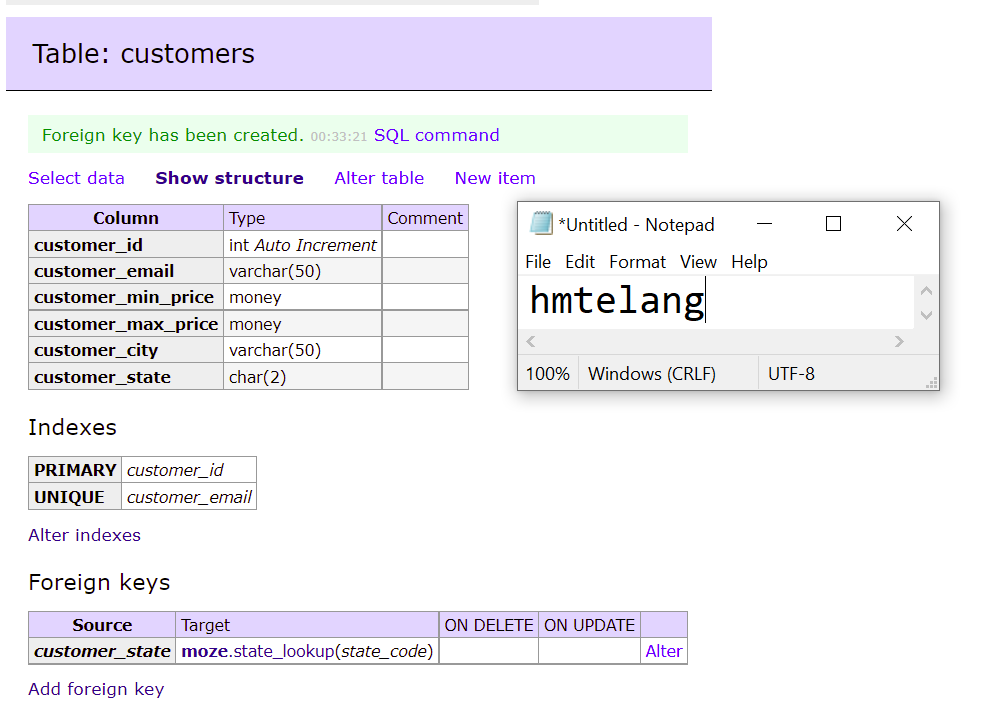 Table: customers
Foreign key has been created. 00:33:21 SQL command
Select data Show structure Alter table New item
Column Type Comment
customer_id int Auto Increment
customer_email varchar(50)
customer_min_price money
customer_max_price money
customer_city varchar(50)
customer_state char(2)
*Untitled - Notepad
File Edit Format View Help
hmtelang
100% Windows (CRLF) UTF-8
Indexes
PRIMARY customer_id
UNIQUE customer_email
Alter indexes
Foreign keys
Source Target ON DELETE ON UPDATE
customer_state moze.state_lookup(state_code) Alter
Add foreign key